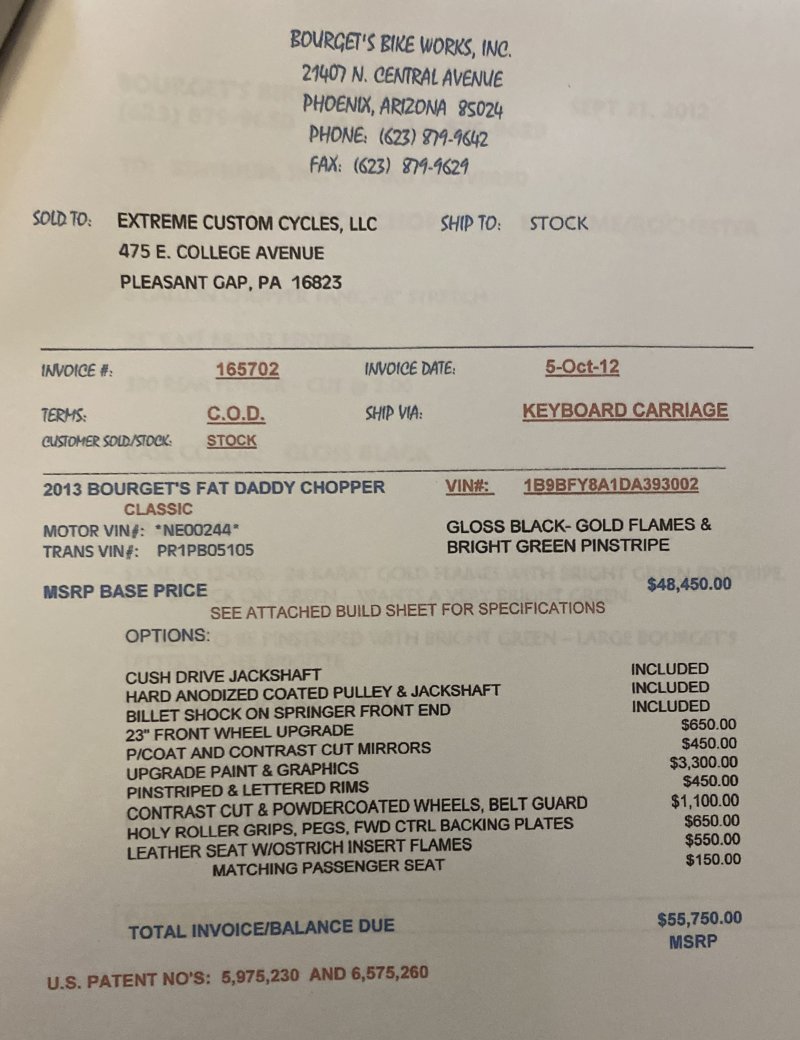 BOURGET'S BIKE WORKS, INC.
21407 N. CENTRAL AVENUE
PHOENIX, ARIZONA 85024
PHONE: (623) 879-9642
FAX: (623) 879-9629
SOLD TO: EXTREME CUSTOM CYCLES, LLC SHIP TO: STOCK
475 E. COLLEGE AVENUE
PLEASANT GAP, PA 16823
INVOICE #: 165702 INVOICE DATE: 5-Oct-12
TERMS: C.O.D. SHIP VIA: KEYBOARD CARRIAGE
CUSTOMER SOLD/STOCK: STOCK
2013 BOURGET'S FAT DADDY CHOPPER VIN#: 1B9BFY8A1DA393002
CLASSIC
MOTOR VIN#: *NE00244* GLOSS BLACK- GOLD FLAMES &
TRANS VIN#: PR1PB05105 BRIGHT GREEN PINSTRIPE
MSRP BASE PRICE $48,450.00
SEE ATTACHED BUILD SHEET FOR SPECIFICATIONS
OPTIONS:
CUSH DRIVE JACKSHAFT INCLUDED
HARD ANODIZED COATED PULLEY & JACKSHAFT INCLUDED
BILLET SHOCK ON SPRINGER FRONT END INCLUDED
23" FRONT WHEEL UPGRADE $650.00
P/COAT AND CONTRAST CUT MIRRORS $450.00
UPGRADE PAINT & GRAPHICS $3,300.00
PINSTRIPED & LETTERED RIMS $450.00
CONTRAST CUT & POWDERCOATED WHEELS, BELT GUARD $1,100.00
HOLY ROLLER GRIPS, PEGS, FWD CTRL BACKING PLATES $650.00
LEATHER SEAT W/OSTRICH INSERT FLAMES $550.00
MATCHING PASSENGER SEAT $150.00
TOTAL INVOICE/BALANCE DUE $55,750.00
MSRP
U.S. PATENT NO'S: 5,975,230 AND 6,575,260